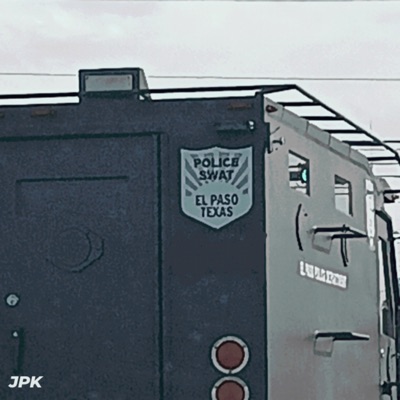 POLICE
SWAT
EL PASO
TEXAS
JPK